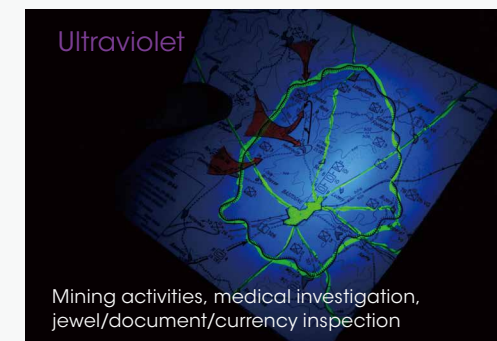 Ultraviolet
Mining activities, medical investigation,
jewel/document/currency inspection